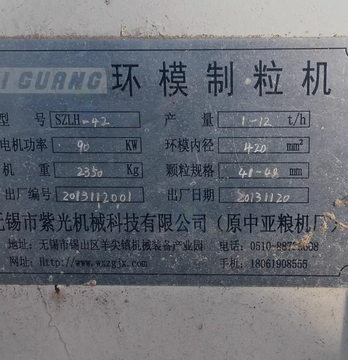 I GUANG 环模制粒机
型 号 SZLH-42 产 量 1-12 t/h
电机功率 90 KW 环模内径 420 mm²
机 重 2350 Kg 颗粒规格 mm
出厂编号 2013112001 出厂日期 20131120
无锡市紫光机械科技有限公司（原中亚粮机厂）
地址：无锡市锡山区羊尖镇机械装备产业园 电话：0510-88
网址：Http://www.wxzgjx.com 手机：18061908555